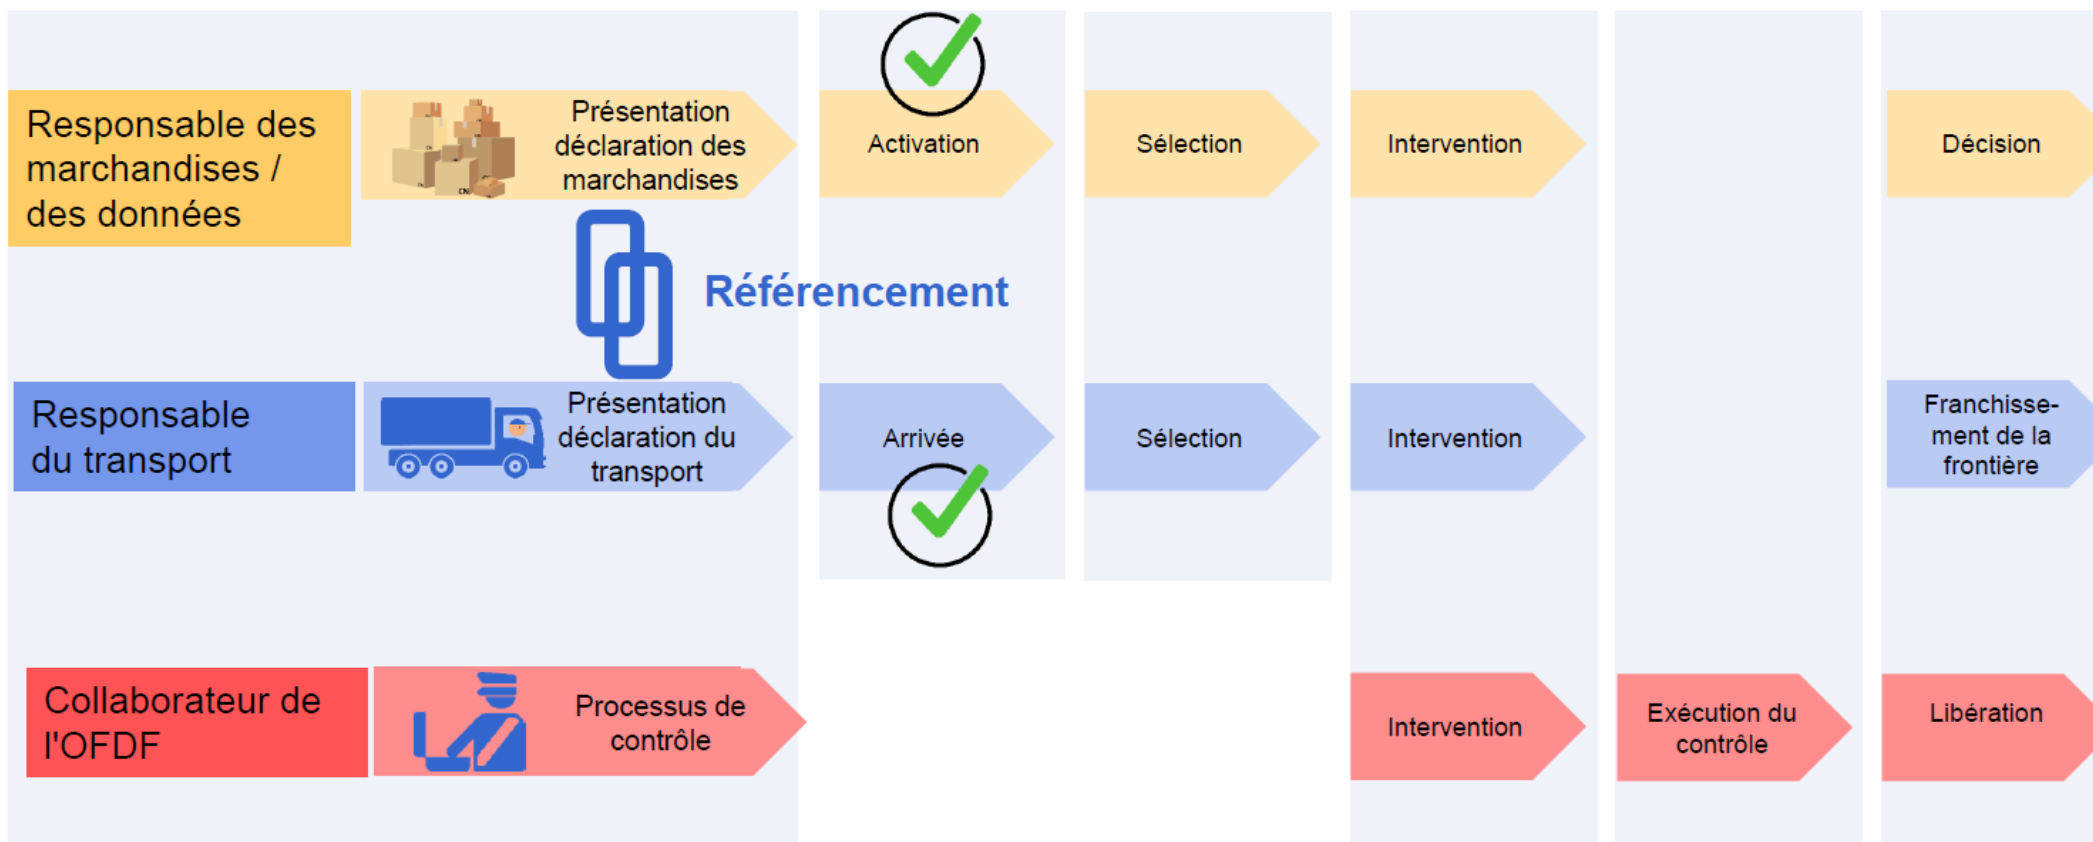 Responsable des
marchandises /
des données
Présentation
déclaration des
marchandises
Activation
Sélection
Intervention
Décision
Référencement
Responsable
du transport
Présentation
déclaration du
transport
Arrivée
Sélection
Intervention
Franchisse-
ment de la
frontière
Collaborateur de
l'OFDF
Processus de
contrôle
Intervention
Exécution du
contrôle
Libération